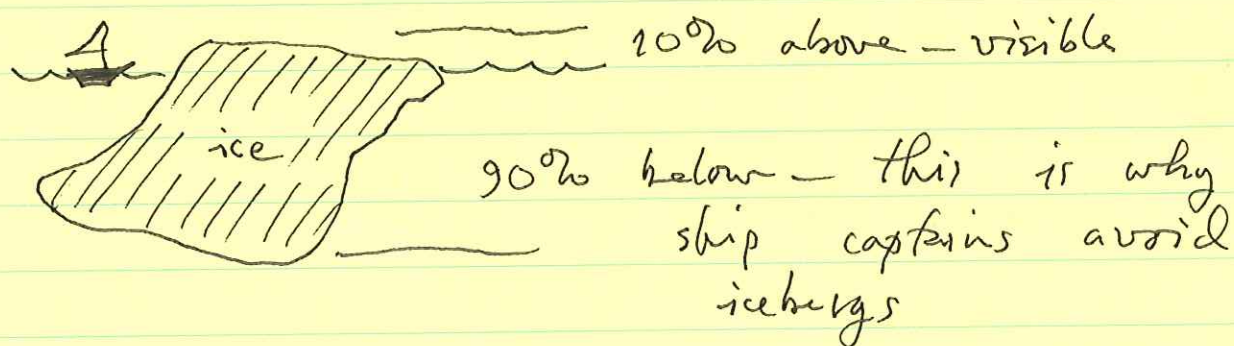 10% above – visible
ice
90% below – this is why
ship captains avoid
icebergs